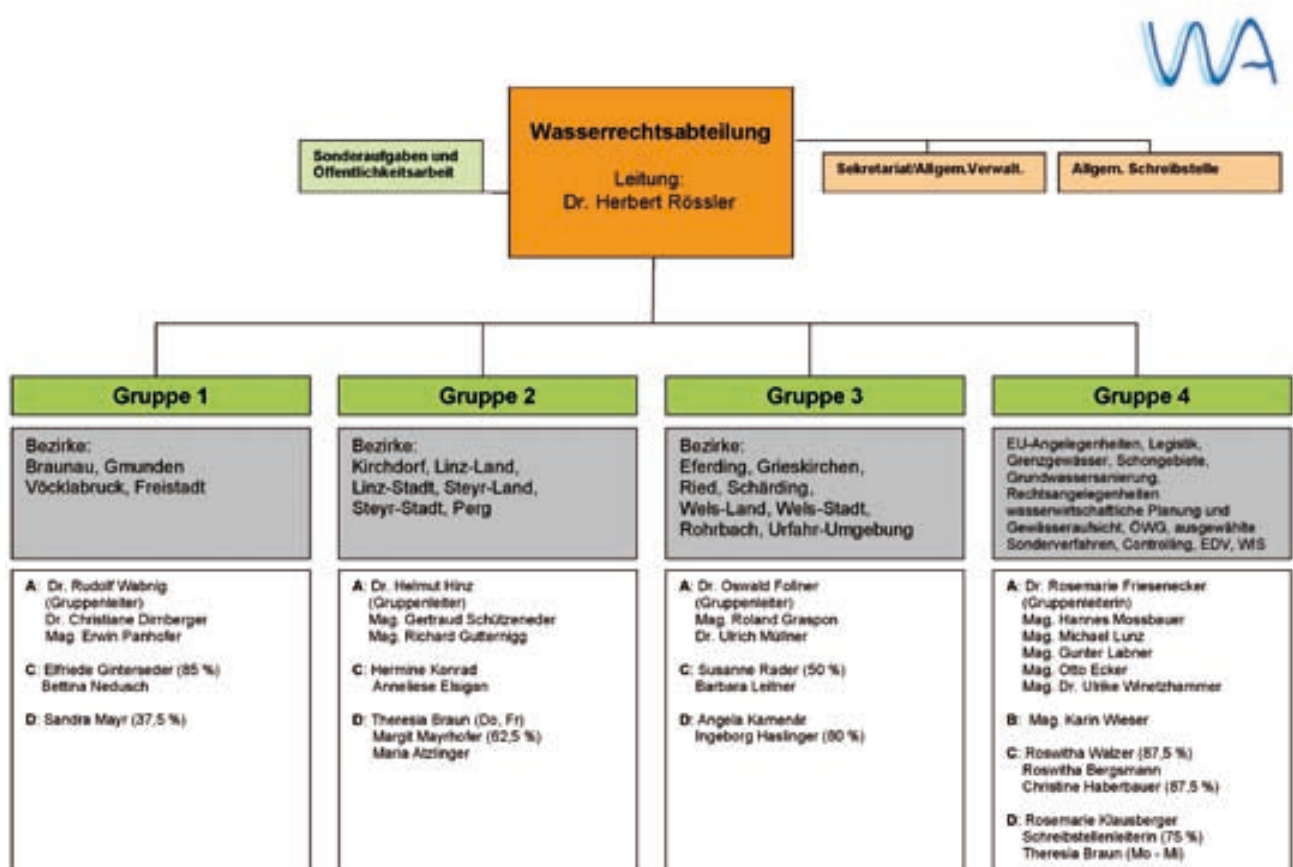 WA
Wasserrechtsabteilung
Leitung:
Dr. Herbert Rössler
Sonderaufgaben und
Öffentlichkeitsarbeit
Sekretariat/Allgem.Verwalt.
Allgem. Schreibstelle
Gruppe 1
Bezirke:
Braunau, Gmunden
Vöcklabruck, Freistadt
A: Dr. Rudolf Wabnig
(Gruppenleiter)
Dr. Christiane Dirnberger
Mag. Erwin Panhofer
C: Elfriede Ginterseder (85 %)
Bettina Nedusch
D: Sandra Mayr (37,5 %)
Gruppe 2
Bezirke:
Kirchdorf, Linz-Land,
Linz-Stadt, Steyr-Land,
Steyr-Stadt, Perg
A: Dr. Helmut Hinz
(Gruppenleiter)
Mag. Gertraud Schützeneder
Mag. Richard Gutternigg
C: Hermine Konrad
Anneliese Elsigan
D: Theresia Braun (Do, Fr)
Margit Mayrhofer (62,5 %)
Maria Atzlinger
Gruppe 3
Bezirke:
Eferding, Grieskirchen,
Ried, Schärding,
Wels-Land, Wels-Stadt,
Rohrbach, Urfahr-Umgebung
A: Dr. Oswald Follner
(Gruppenleiter)
Mag. Roland Graspon
Dr. Ulrich Müllner
C: Susanne Rader (50 %)
Barbara Leitner
D: Angela Kamenár
Ingeborg Haslinger (80 %)
Gruppe 4
EU-Angelegenheiten, Legistik,
Grenzgewässer, Schongebiete,
Grundwassersanierung,
Rechtsangelegenheiten
wasserwirtschaftliche Planung und
Gewässeraufsicht, ÖWG, ausgewählte
Sonderverfahren, Controlling, EDV, WIS
A: Dr. Rosemarie Friesenecker
(Gruppenleiterin)
Mag. Hannes Mossbauer
Mag. Michael Lunz
Mag. Gunter Labner
Mag. Otto Ecker
Mag. Dr. Ulrike Winetzhammer
B: Mag. Karin Wieser
C: Roswitha Walzer (87,5 %)
Roswitha Bergsmann
Christine Haberbauer (87,5 %)
D: Rosemarie Klausberger
Schreibstellenleiterin (75 %)
Theresia Braun (Mo - Mi)